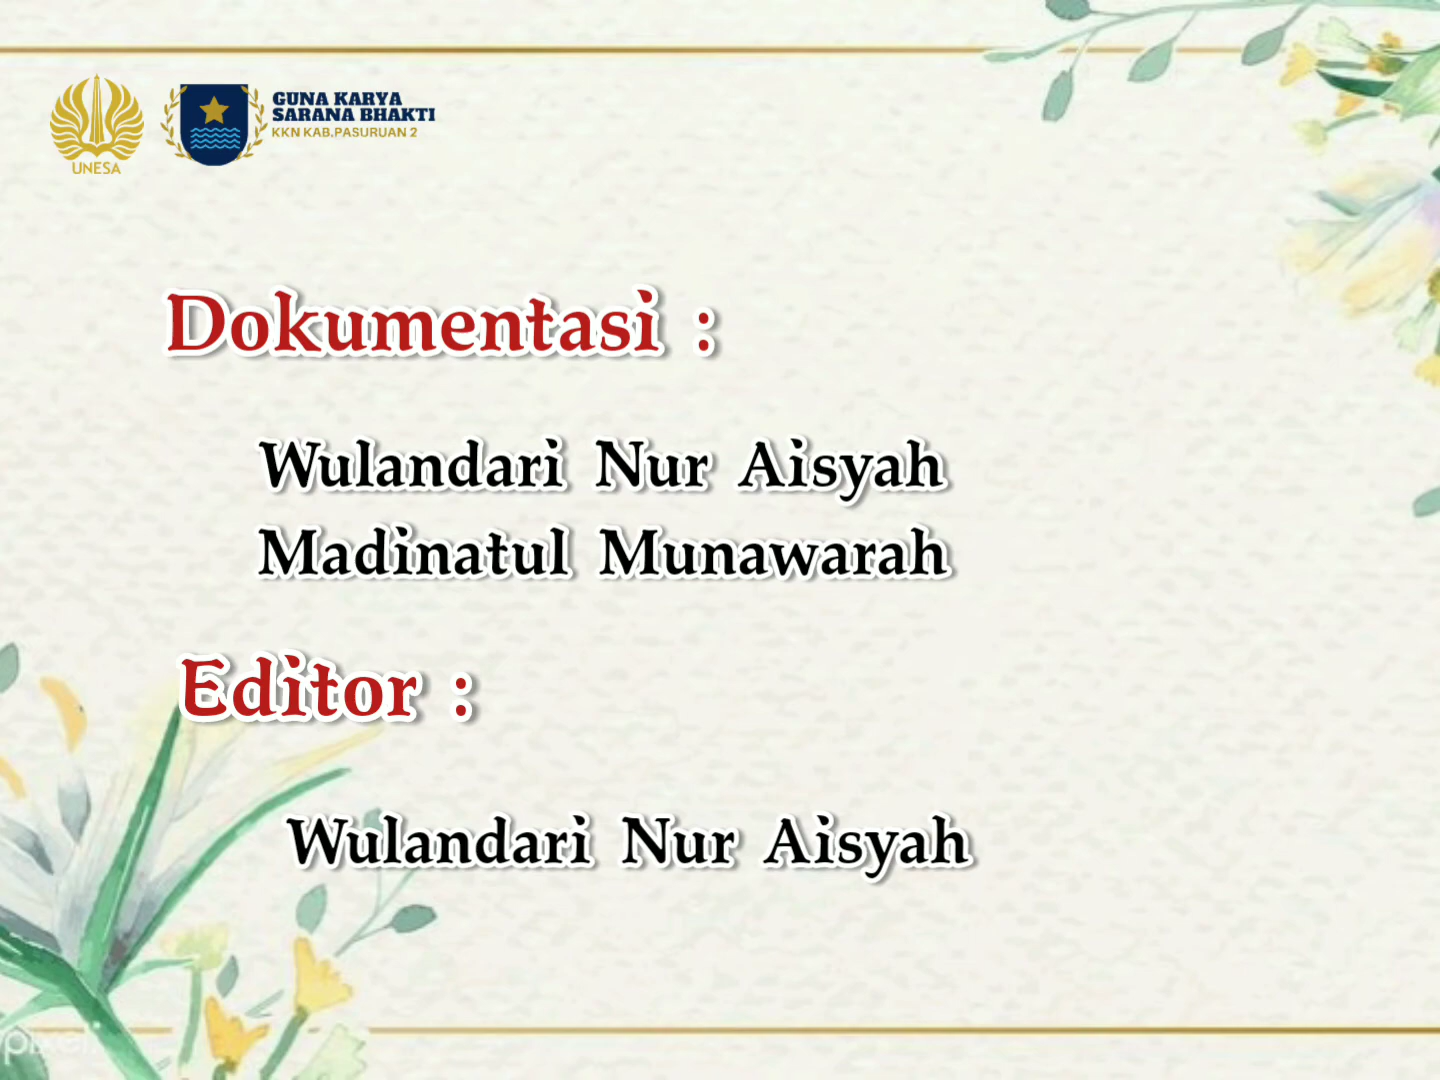 UNESA
GUNA KARYA
SARANA BHAKTI
KKN KAB.PASURUAN 2
Dokumentasi :
Wulandari Nur Aisyah
Madinatul Munawarah
Editor :
Wulandari Nur Aisyah